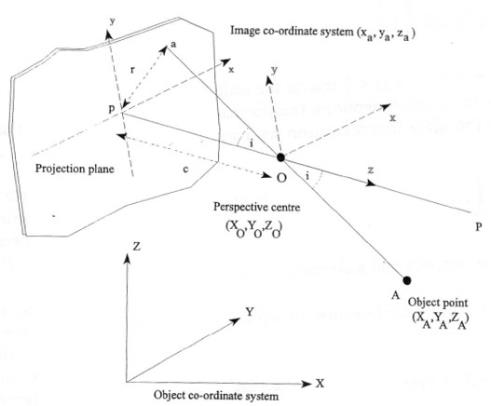 y
a
Image co-ordinate system (xa, ya, za)
r
x
y
p
x
i
i
z
Projection plane
c
O
Perspective centre
(XO,YO,ZO)
P
Z
A
Object point
(XA,YA,ZA)
Y
X
Object co-ordinate system